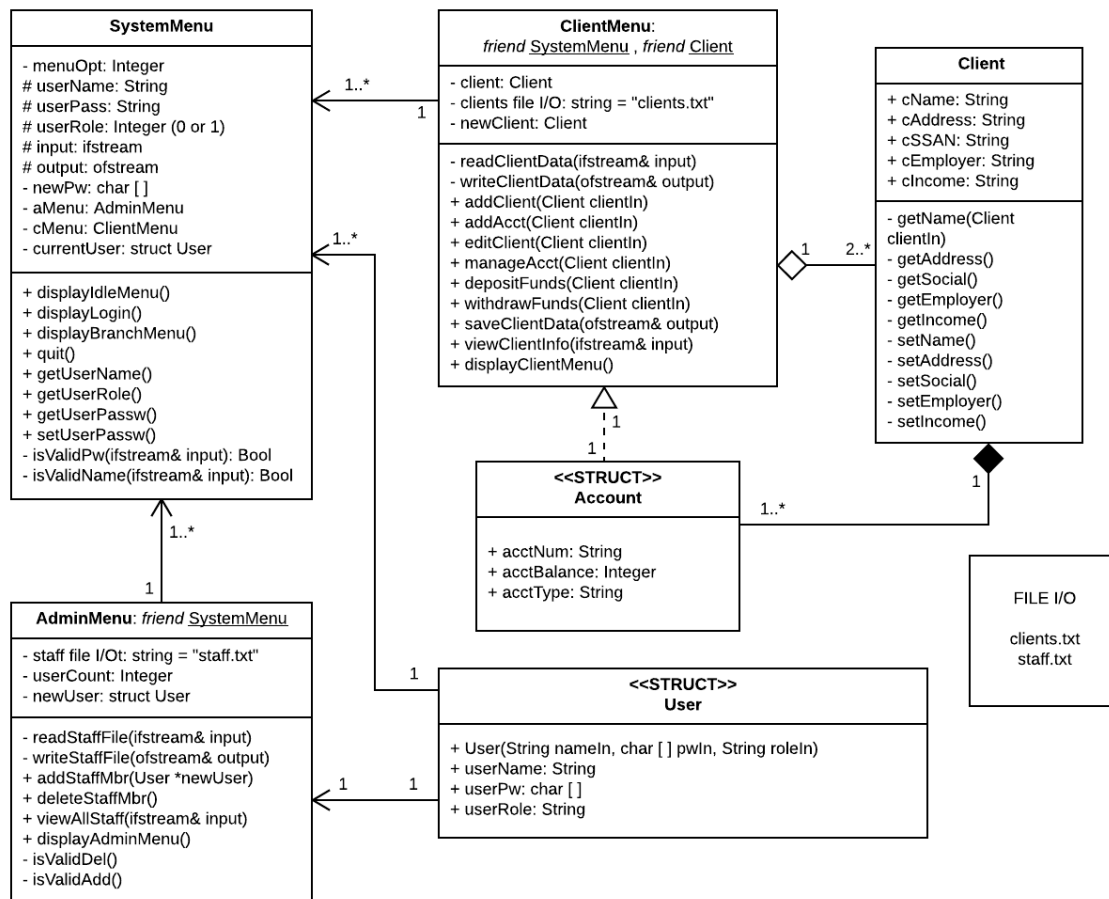 SystemMenu
- menuOpt: Integer
# userName: String
# userPass: String
# userRole: Integer (0 or 1)
# input: ifstream
# output: ofstream
- newPw: char [ ]
- aMenu: AdminMenu
- cMenu: ClientMenu
- currentUser: struct User
+ displayIdleMenu()
+ displayLogin()
+ displayBranchMenu()
+ quit()
+ getUserName()
+ getUserRole()
+ getUserPassw()
+ setUserPassw()
- isValidPw(ifstream& input): Bool
- isValidName(ifstream& input): Bool
1..*
1
ClientMenu:
friend SystemMenu , friend Client
- client: Client
- clients file I/O: string = "clients.txt"
- newClient: Client
- readClientData(ifstream& input)
- writeClientData(ofstream& output)
+ addClient(Client clientIn)
+ addAcct(Client clientIn)
+ editClient(Client clientIn)
+ manageAcct(Client clientIn)
+ depositFunds(Client clientIn)
+ withdrawFunds(Client clientIn)
+ saveClientData(ofstream& output)
+ viewClientInfo(ifstream& input)
+ displayClientMenu()
1
2..*
Client
+ cName: String
+ cAddress: String
+ cSSAN: String
+ cEmployer: String
+ cIncome: String
- getName(Client
clientIn)
- getAddress()
- getSocial()
- getEmployer()
- getIncome()
- setName()
- setAddress()
- setSocial()
- setEmployer()
- setIncome()
1..*
1
1
<<STRUCT>>
Account
+ acctNum: String
+ acctBalance: Integer
+ acctType: String
1..*
1
FILE I/O
clients.txt
staff.txt
1..*
1
AdminMenu: friend SystemMenu
- staff file I/Ot: string = "staff.txt"
- userCount: Integer
- newUser: struct User
- readStaffFile(ifstream& input)
- writeStaffFile(ofstream& output)
+ addStaffMbr(User *newUser)
+ deleteStaffMbr()
+ viewAllStaff(ifstream& input)
+ displayAdminMenu()
- isValidDel()
- isValidAdd()
1
1
1
<<STRUCT>>
User
+ User(String nameIn, char [ ] pwIn, String roleIn)
+ userName: String
+ userPw: char [ ]
+ userRole: String